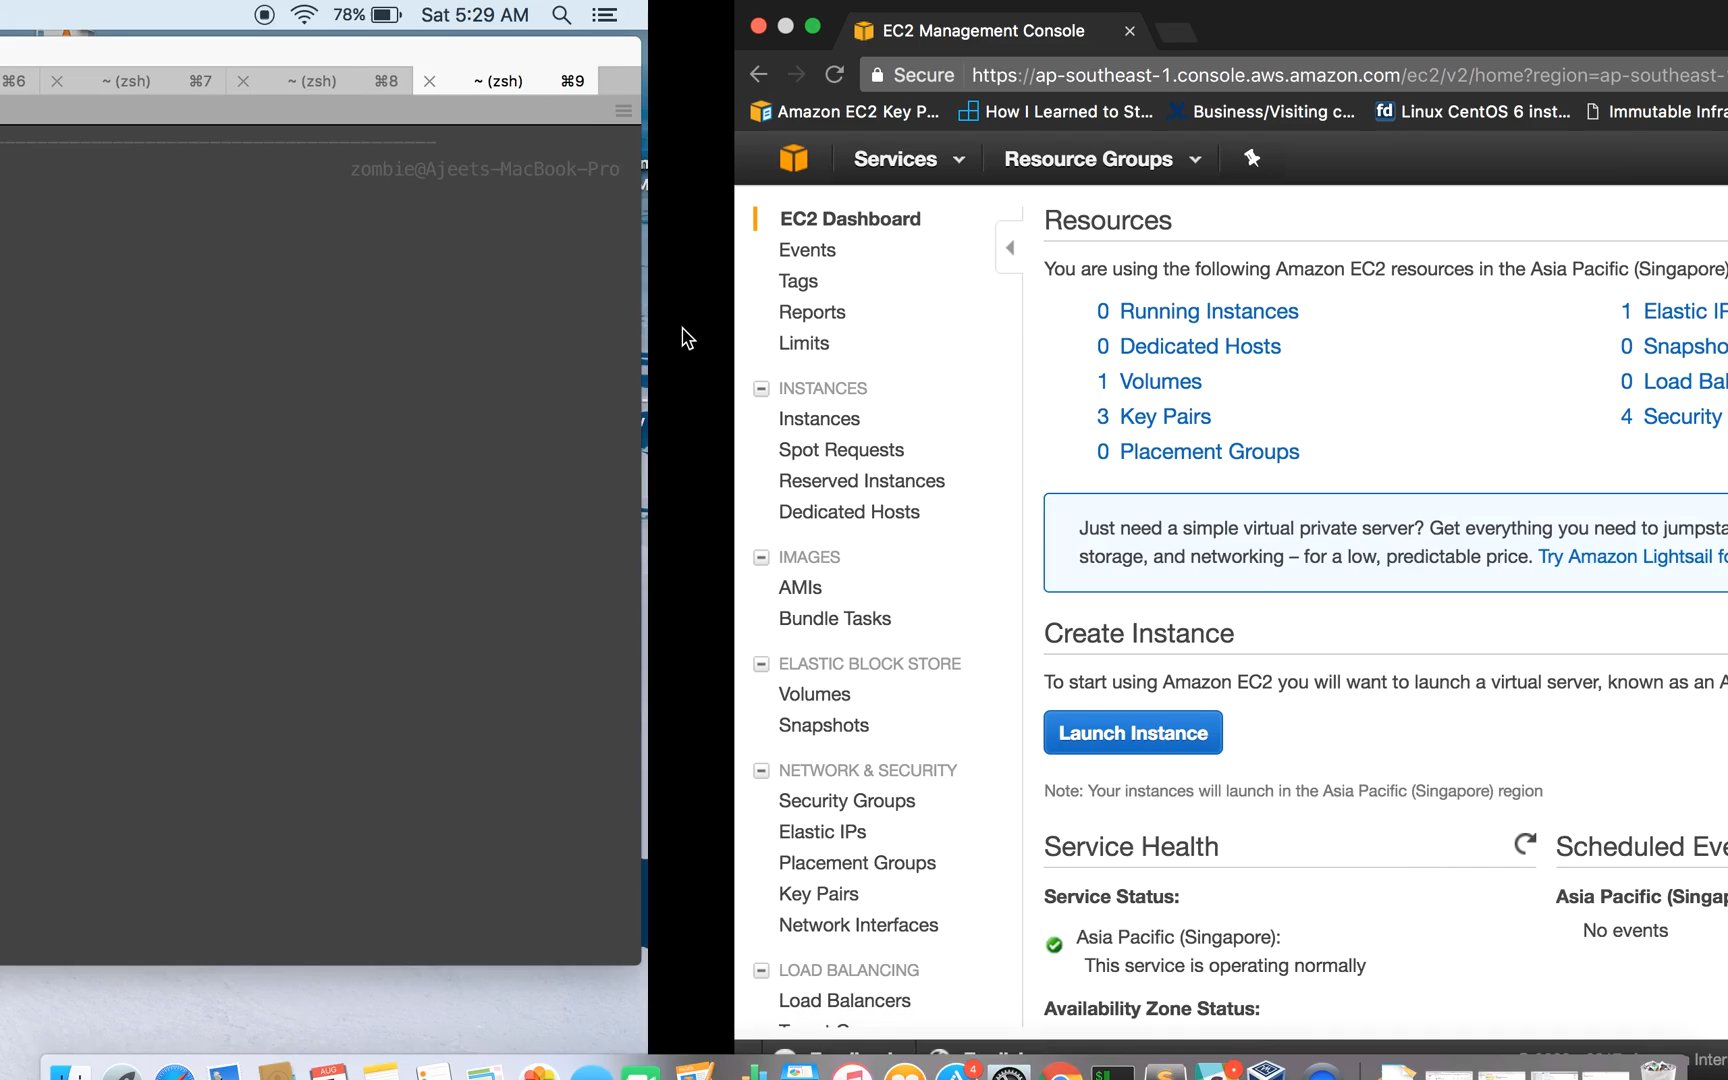 78% Sat 5:29 AM
⌘6 ~ (zsh) ⌘7 ~ (zsh) ⌘8 ~ (zsh) ⌘9
zombie@Ajeets-MacBook-Pro
EC2 Management Console
Secure https://ap-southeast-1.console.aws.amazon.com/ec2/v2/home?region=ap-southeast-
Amazon EC2 Key P... How I Learned to St... Business/Visiting c... fd Linux CentOS 6 inst... Immutable Infra
Services Resource Groups
EC2 Dashboard
Events
Tags
Reports
Limits
INSTANCES
Instances
Spot Requests
Reserved Instances
Dedicated Hosts
IMAGES
AMIs
Bundle Tasks
ELASTIC BLOCK STORE
Volumes
Snapshots
NETWORK & SECURITY
Security Groups
Elastic IPs
Placement Groups
Key Pairs
Network Interfaces
LOAD BALANCING
Load Balancers
Resources
You are using the following Amazon EC2 resources in the Asia Pacific (Singapore)
0 Running Instances
0 Dedicated Hosts
1 Volumes
3 Key Pairs
0 Placement Groups
1 Elastic IP
0 Snapsho
0 Load Bal
4 Security
Just need a simple virtual private server? Get everything you need to jumpsta
storage, and networking – for a low, predictable price. Try Amazon Lightsail fo
Create Instance
To start using Amazon EC2 you will want to launch a virtual server, known as an A
Launch Instance
Note: Your instances will launch in the Asia Pacific (Singapore) region
Service Health
Service Status:
Asia Pacific (Singapore):
This service is operating normally
Availability Zone Status:
Scheduled Eve
Asia Pacific (Singap
No events
AUG
4